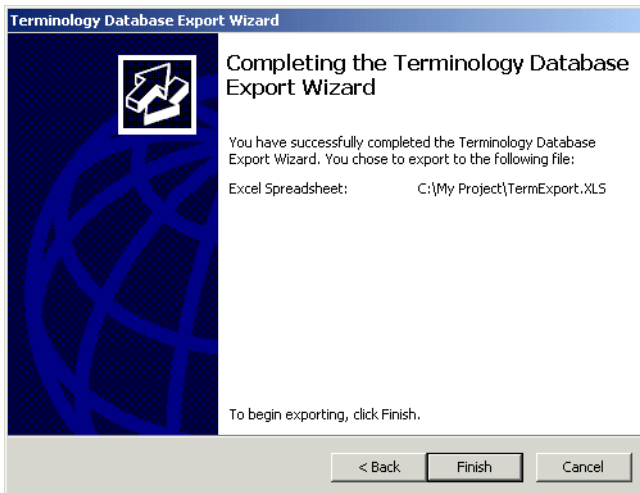 Terminology Database Export Wizard
Completing the Terminology Database
Export Wizard
You have successfully completed the Terminology Database
Export Wizard. You chose to export to the following file:
Excel Spreadsheet: C:\My Project\TermExport.XLS
To begin exporting, click Finish.
< Back Finish Cancel